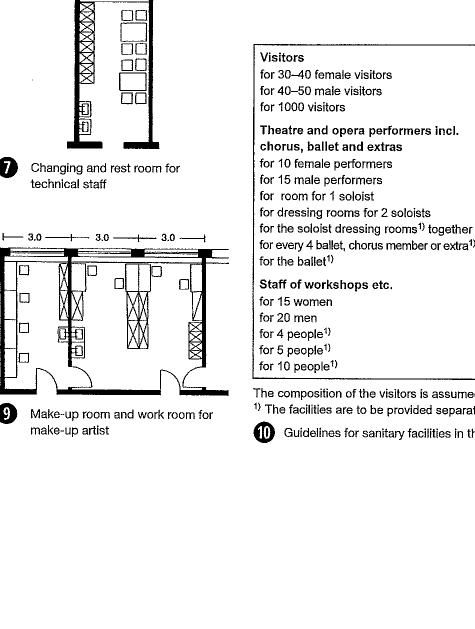 7 Changing and rest room for
technical staff
3.0 3.0 3.0
9 Make-up room and work room for
make-up artist
Visitors
for 30–40 female visitors
for 40–50 male visitors
for 1000 visitors
Theatre and opera performers incl.
chorus, ballet and extras
for 10 female performers
for 15 male performers
for room for 1 soloist
for dressing rooms for 2 soloists
for the soloist dressing rooms¹⁾ together
for every 4 ballet, chorus member or extra¹⁾
for the ballet¹⁾
Staff of workshops etc.
for 15 women
for 20 men
for 4 people¹⁾
for 5 people¹⁾
for 10 people¹⁾
The composition of the visitors is assume
¹⁾ The facilities are to be provided separat
10 Guidelines for sanitary facilities in th